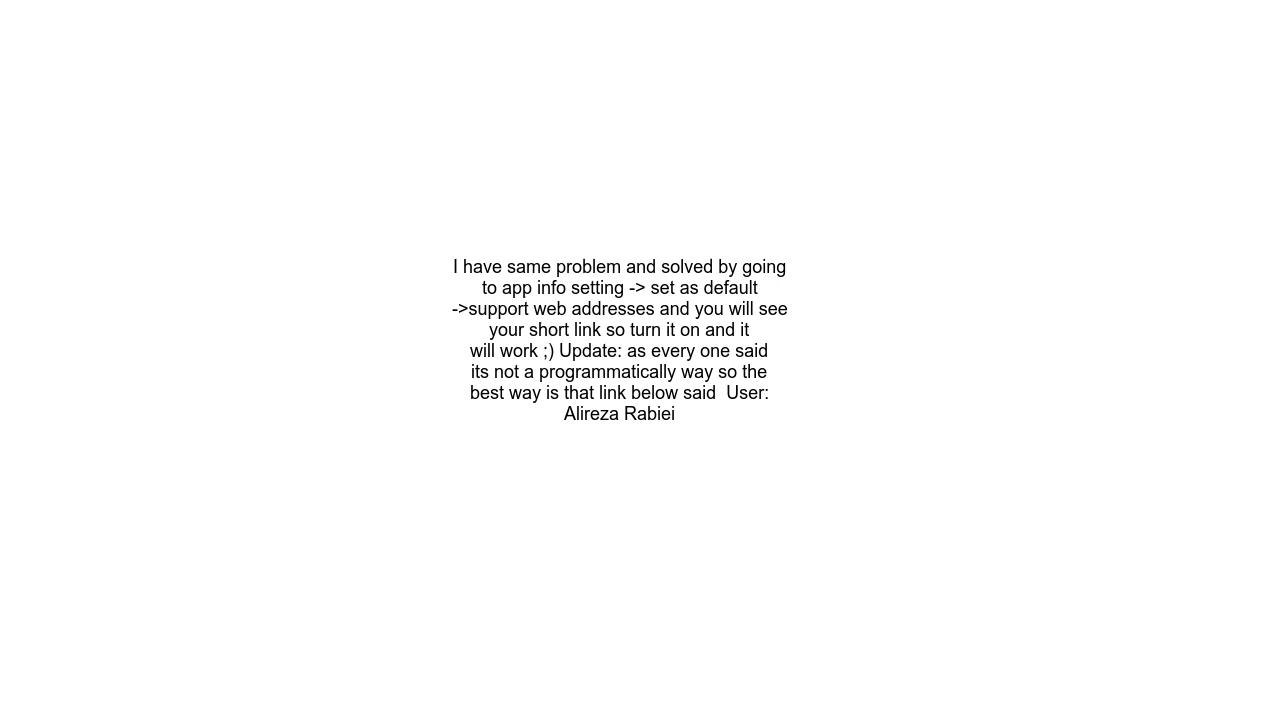 I have same problem and solved by going
to app info setting -> set as default
->support web addresses and you will see
your short link so turn it on and it
will work ;) Update: as every one said
its not a programmatically way so the
best way is that link below said  User:
Alireza Rabiei